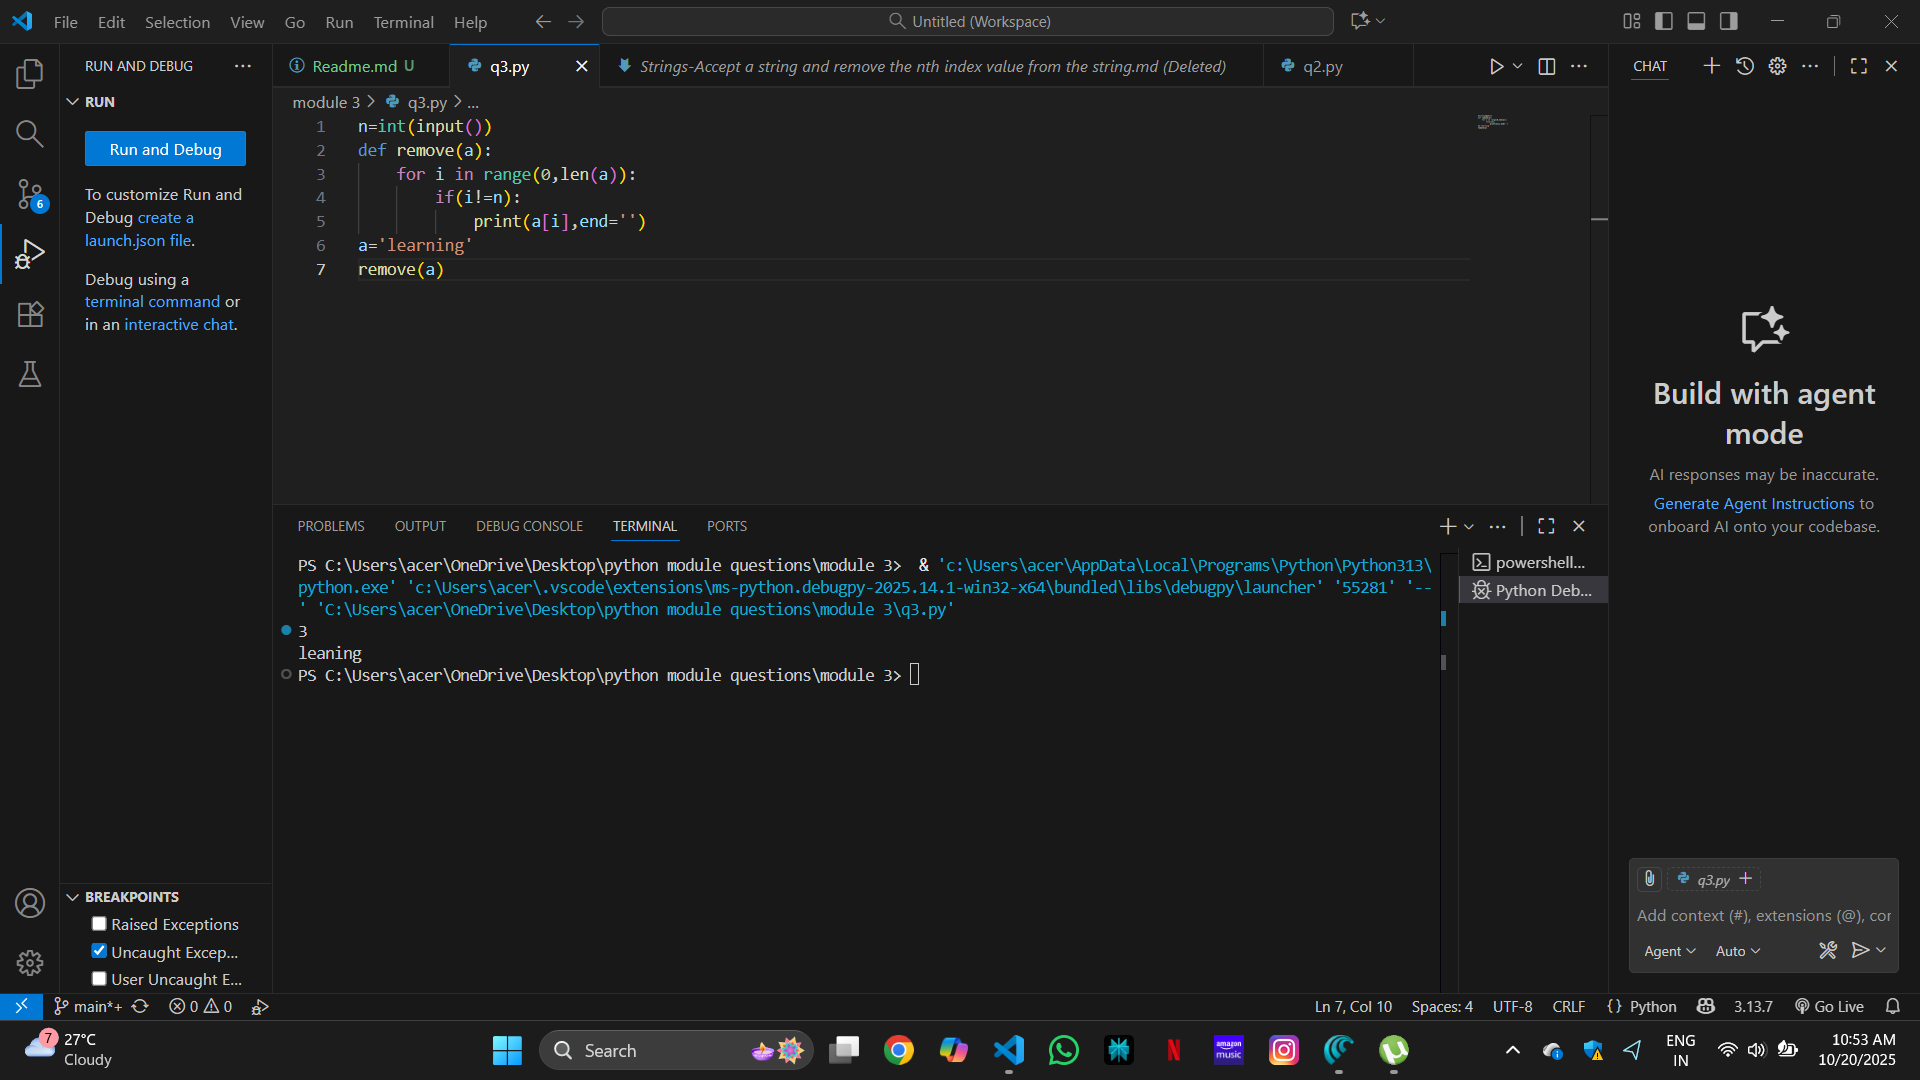 File Edit Selection View Go Run Terminal Help
Untitled (Workspace)
RUN AND DEBUG
RUN
Run and Debug
To customize Run and
Debug create a
launch.json file.
Debug using a
terminal command or
in an interactive chat.
BREAKPOINTS
Raised Exceptions
Uncaught Excep...
User Uncaught E...
Readme.md U
q3.py
Strings-Accept a string and remove the nth index value from the string.md (Deleted)
q2.py
module 3 > q3.py > ...
1 n=int(input())
2 def remove(a):
3 for i in range(0,len(a)):
4 if(i!=n):
5 print(a[i],end='')
6 a='learning'
7 remove(a)
PROBLEMS OUTPUT DEBUG CONSOLE TERMINAL PORTS
PS C:\Users\acer\OneDrive\Desktop\python module questions\module 3> & 'c:\Users\acer\AppData\Local\Programs\Python\Python313\
python.exe' 'c:\Users\acer\.vscode\extensions\ms-python.debugpy-2025.14.1-win32-x64\bundled\libs\debugpy\launcher' '55281' '--
' 'C:\Users\acer\OneDrive\Desktop\python module questions\module 3\q3.py'
3
leaning
PS C:\Users\acer\OneDrive\Desktop\python module questions\module 3>
powershell...
Python Deb...
CHAT
Build with agent
mode
AI responses may be inaccurate.
Generate Agent Instructions to
onboard AI onto your codebase.
q3.py
Add context (#), extensions (@), cor
Agent Auto
6
main*+ 0 0
Ln 7, Col 10 Spaces: 4 UTF-8 CRLF {} Python 3.13.7 Go Live
7
27°C
Cloudy
Search
amazon
music
N
ENG
IN
10:53 AM
10/20/2025